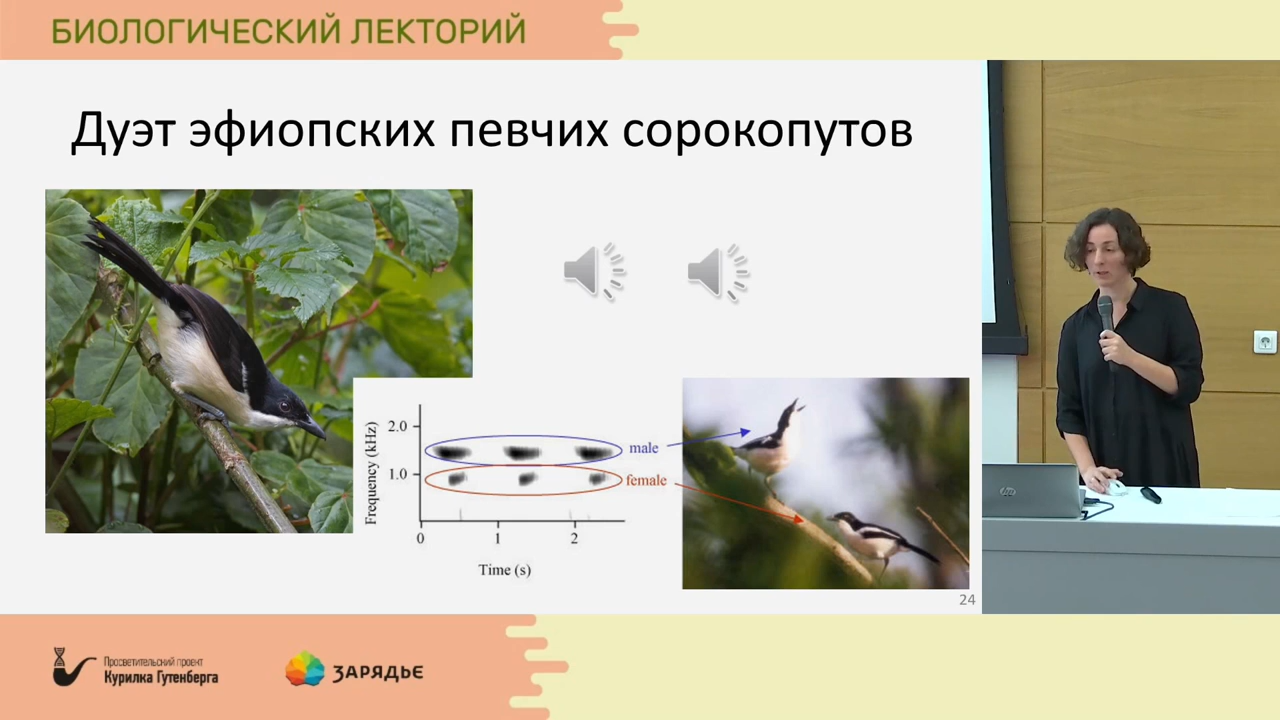 БИОЛОГИЧЕСКИЙ ЛЕКТОРИЙ
Дуэт эфиопских певчих сорокопутов
Frequency (kHz)
2.0
1.0
0
1
2
Time (s)
male
female
24
hp
Просветительский проект
Курилка Гутенберга
ЗАРЯДЬЕ